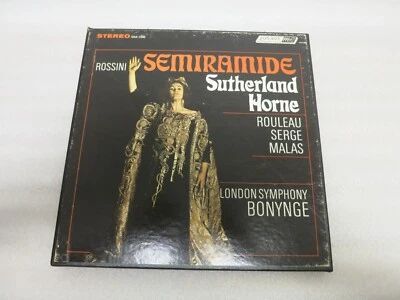 STEREO
ROSSINI
SEMIRAMIDE
Sutherland
Horne
ROULEAU
SERGE
MALAS
LONDON SYMPHONY
BONYNGE